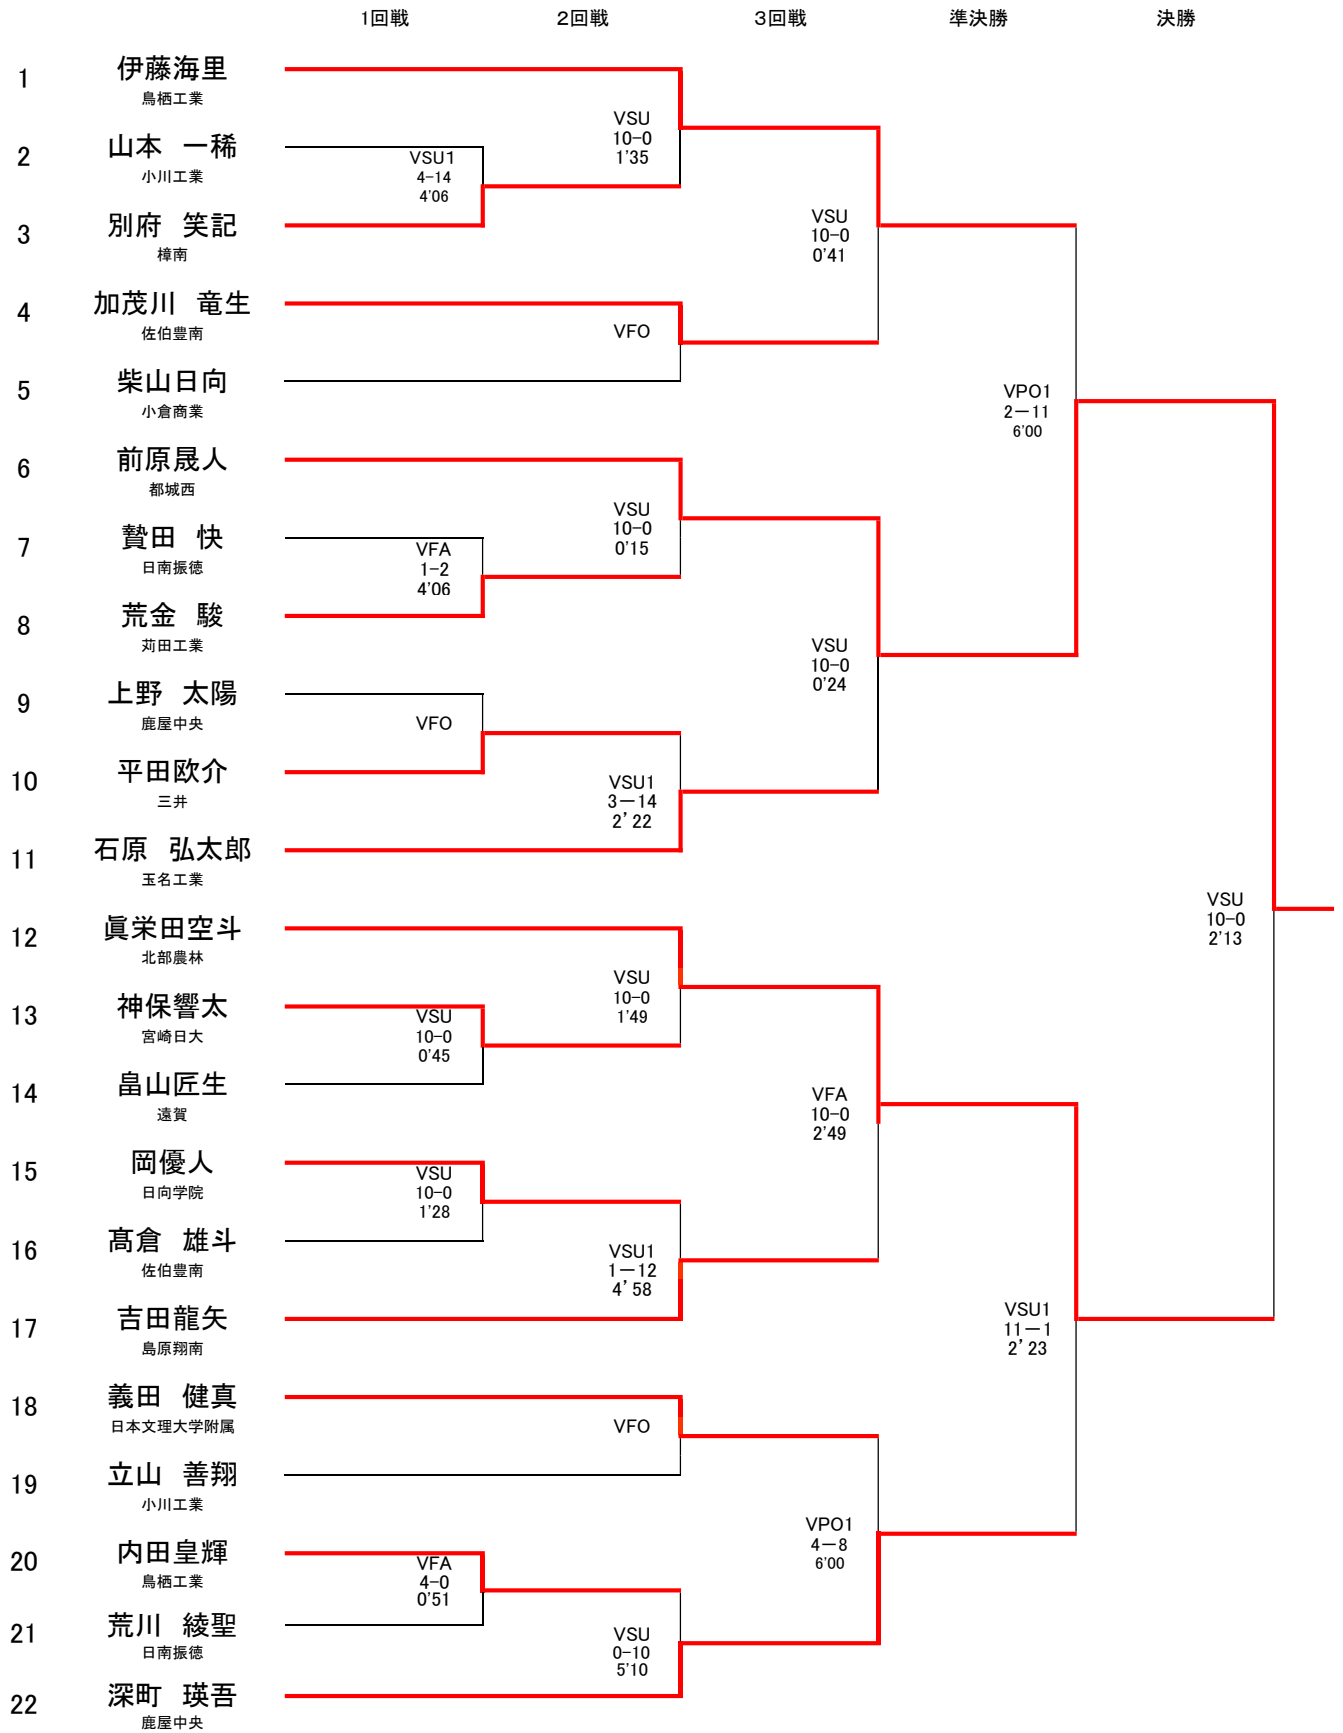 1回戦 2回戦 3回戦 準決勝 決勝
1 伊藤海里
鳥栖工業
VSU
10-0
1'35
2 山本 一稀
小川工業
VSU1
4-14
4'06
3 別府 笑記
樟南
VSU
10-0
0'41
4 加茂川 竜生
佐伯豊南
VFO
5 柴山日向
小倉商業
VPO1
2-11
6'00
6 前原晟人
都城西
VSU
10-0
0'15
7 贄田 快
日南振徳
VFA
1-2
4'06
8 荒金 駿
苅田工業
VSU
10-0
0'24
9 上野 太陽
鹿屋中央
VFO
10 平田欧介
三井
VSU1
3-14
2'22
11 石原 弘太郎
玉名工業
VSU
10-0
2'13
12 眞栄田空斗
北部農林
VSU
10-0
1'49
13 神保響太
宮崎日大
VSU
10-0
0'45
14 畠山匠生
遠賀
VFA
10-0
2'49
15 岡優人
日向学院
VSU
10-0
1'28
16 髙倉 雄斗
佐伯豊南
VSU1
1-12
4'58
17 吉田龍矢
島原翔南
VSU1
11-1
2'23
18 義田 健真
日本文理大学附属
VFO
19 立山 善翔
小川工業
VPO1
4-8
6'00
20 内田皇輝
鳥栖工業
VFA
4-0
0'51
21 荒川 綾聖
日南振徳
VSU
0-10
5'10
22 深町 瑛吾
鹿屋中央